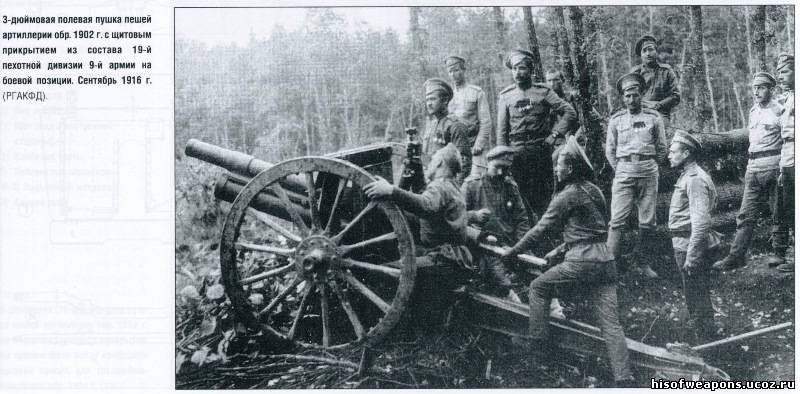 3-дюймовая полевая пушка пешей
артиллерии обр. 1902 г. с щитовым
прикрытием из состава 19-й
пехотной дивизии 9-й армии на
боевой позиции. Сентябрь 1916 г.
(РГАКФД).
hisofweapons.ucoz.ru